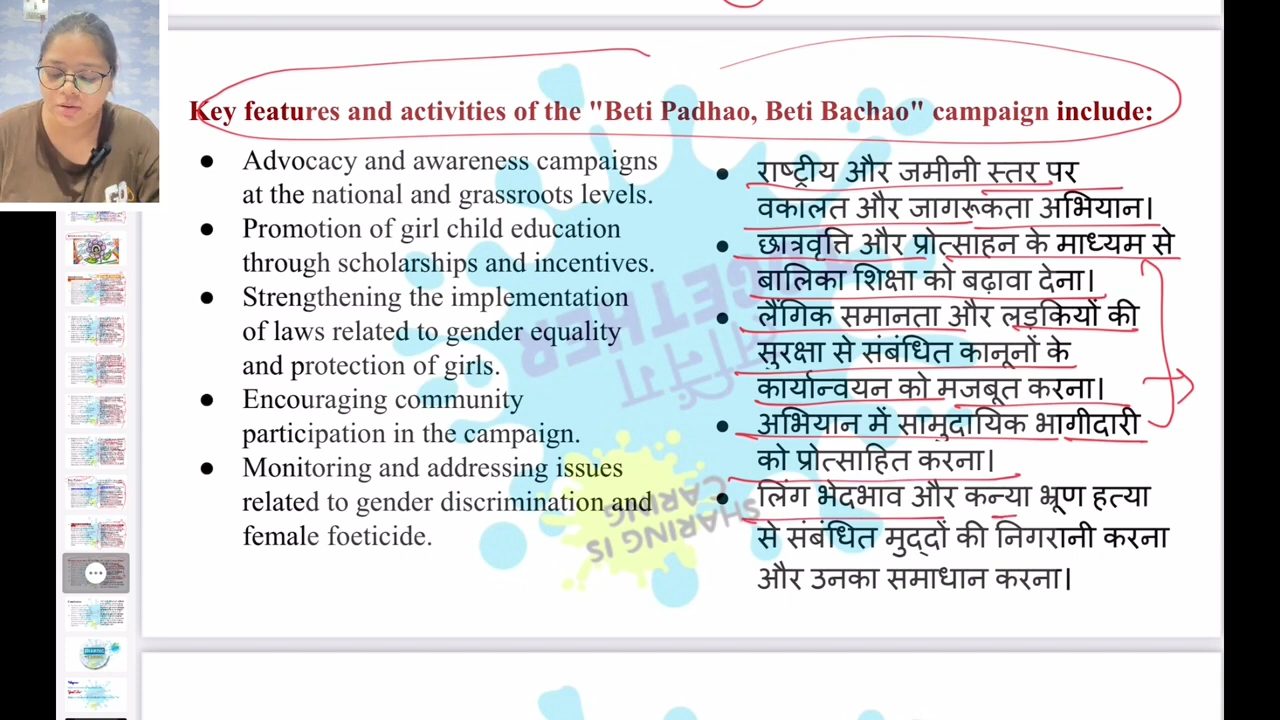 Key features and activities of the "Beti Padhao, Beti Bachao" campaign include:
● Advocacy and awareness campaigns
at the national and grassroots levels.
● Promotion of girl child education
through scholarships and incentives.
● Strengthening the implementation
of laws related to gender equality
and protection of girls.
● Encouraging community
participation in the campaign.
● Monitoring and addressing issues
related to gender discrimination and
female foeticide.
● राष्ट्रीय और जमीनी स्तर पर
वकालत और जागरूकता अभियान।
● छात्रवृत्ति और प्रोत्साहन के माध्यम से
बालिका शिक्षा को बढ़ावा देना।
● लैंगिक समानता और लड़कियों की
सुरक्षा से संबंधित कानूनों के
कार्यान्वयन को मजबूत करना।
● अभियान में सामुदायिक भागीदारी
को प्रोत्साहित करना।
● लिंग भेदभाव और कन्या भ्रूण हत्या
से संबंधित मुद्दों की निगरानी करना
और उनका समाधान करना।
SHARING IS
CARING